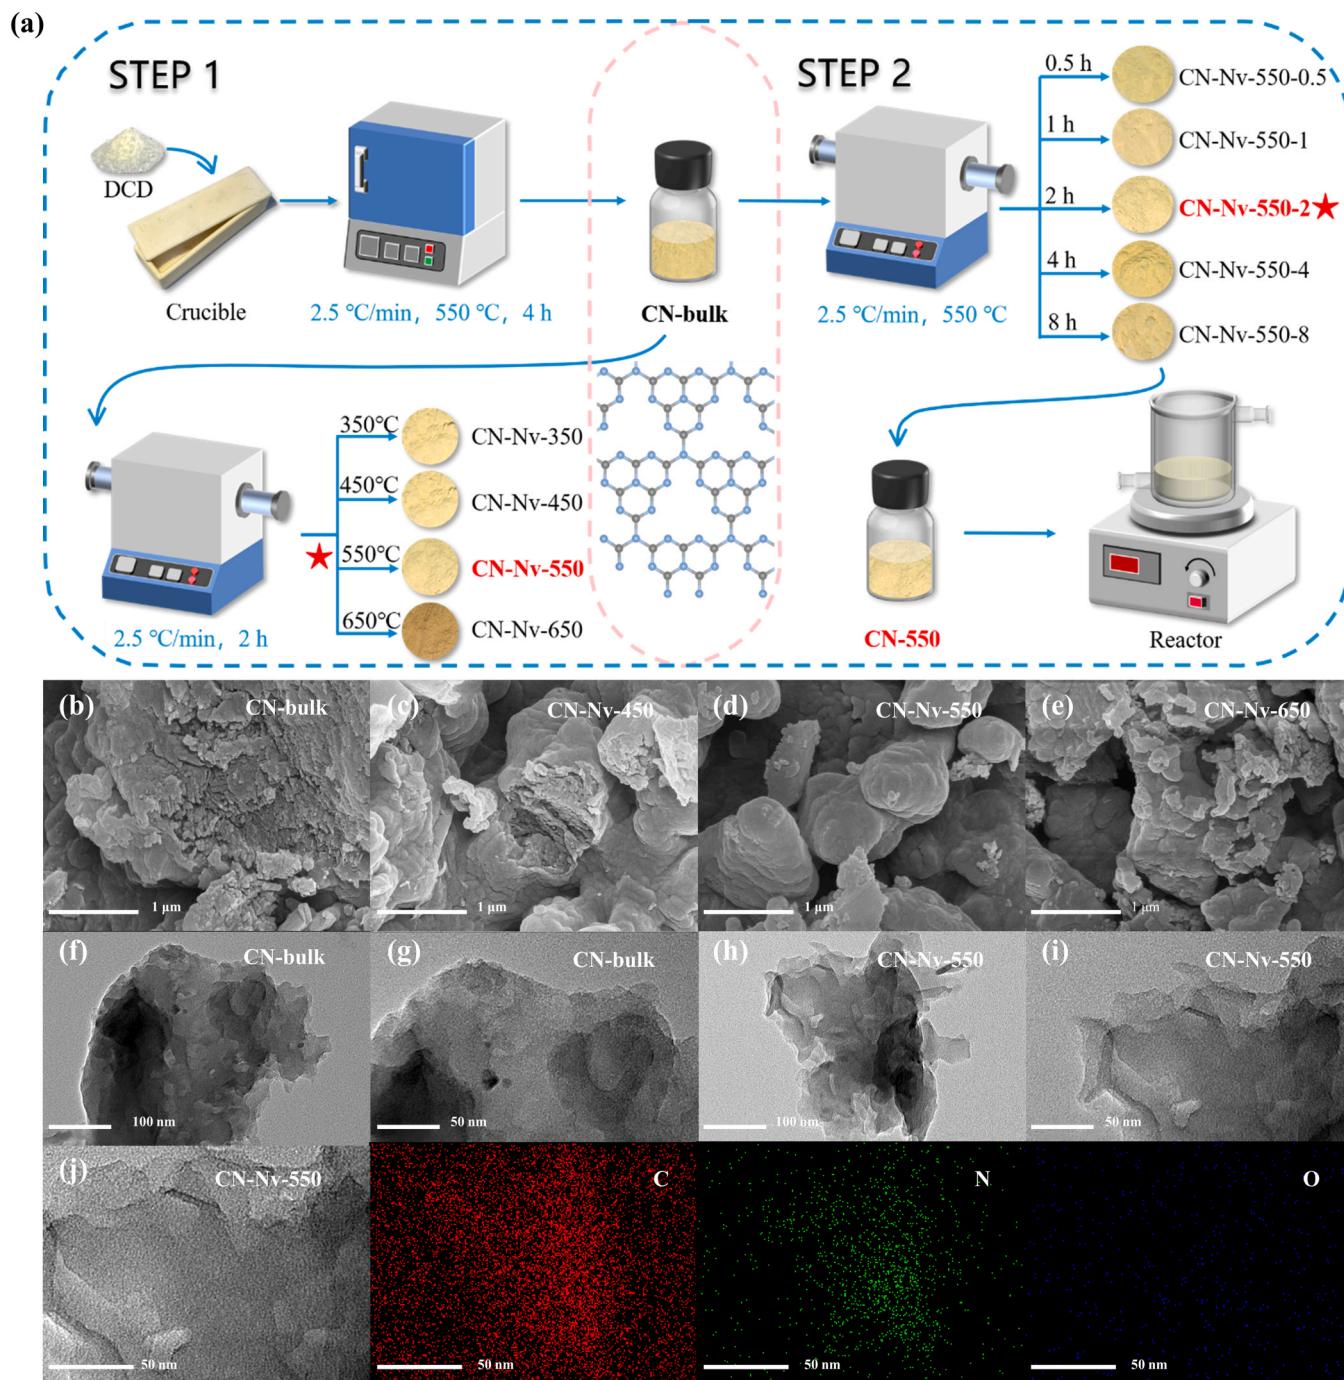 (a)
STEP 1
DCD
Crucible
2.5 ℃/min，550 ℃，4 h
CN-bulk
STEP 2
2.5 ℃/min，550 ℃
0.5 h
CN-Nv-550-0.5
1 h
CN-Nv-550-1
2 h
CN-Nv-550-2
4 h
CN-Nv-550-4
8 h
CN-Nv-550-8
2.5 ℃/min，2 h
350℃
CN-Nv-350
450℃
CN-Nv-450
550℃
CN-Nv-550
650℃
CN-Nv-650
CN-550
Reactor
(b)
CN-bulk
1 μm
(c)
CN-Nv-450
1 μm
(d)
CN-Nv-550
1 μm
(e)
CN-Nv-650
1 μm
(f)
CN-bulk
100 nm
(g)
CN-bulk
50 nm
(h)
CN-Nv-550
100 nm
(i)
CN-Nv-550
50 nm
(j)
CN-Nv-550
50 nm
C
50 nm
N
50 nm
O
50 nm